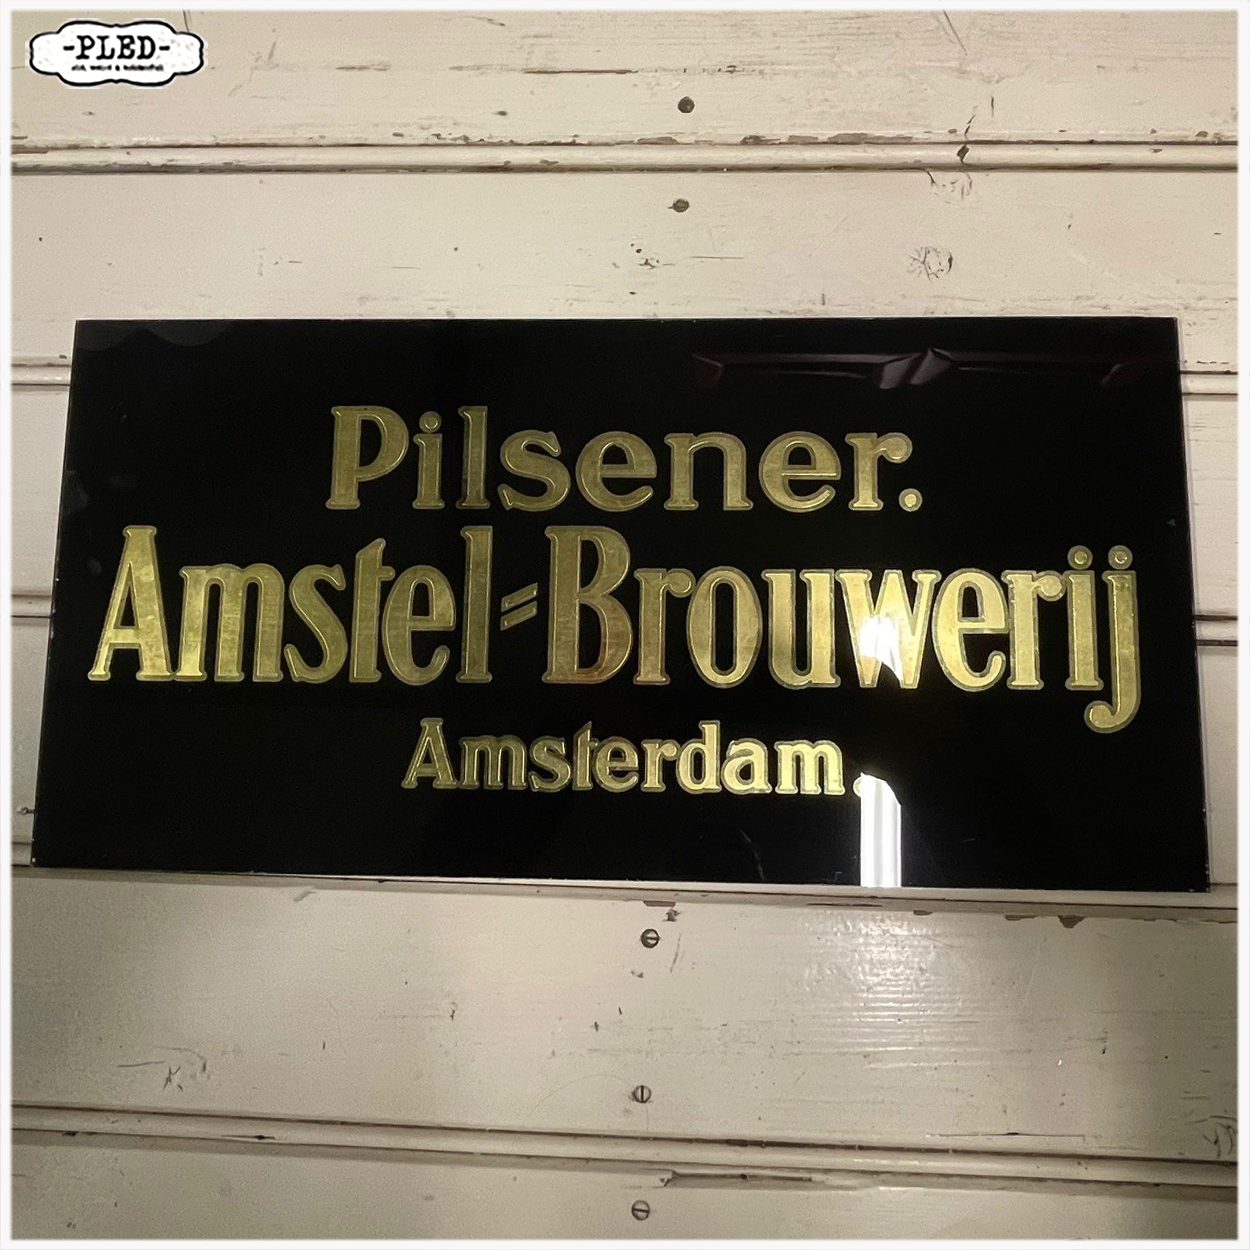 -PLED-
Pilsener.
Amstel=Brouwerij
Amsterdam.